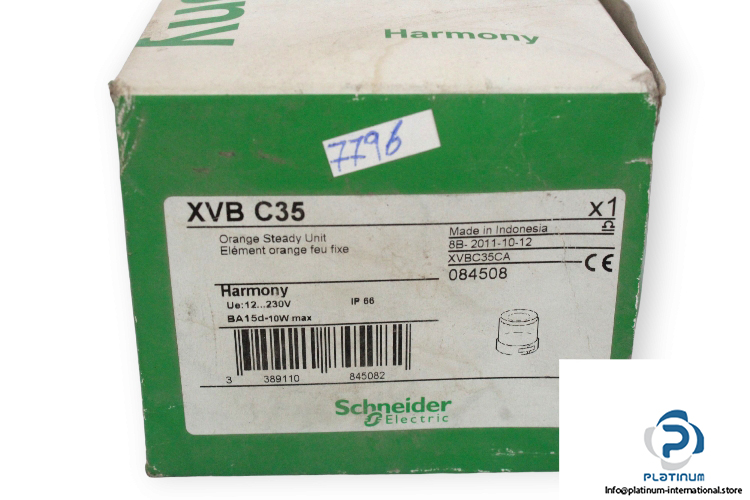 ony
Harmony
7796
XVB C35
x1
Orange Steady Unit
Elément orange feu fixe
Made in Indonesia
8B- 2011-10-12
XVBC35CA
084508
CE
Harmony
Ue:12...230V
IP 66
BA15d-10W max
3 389110 845082
Schneider
Electric
PLATINUM
Info@platinum-international.store